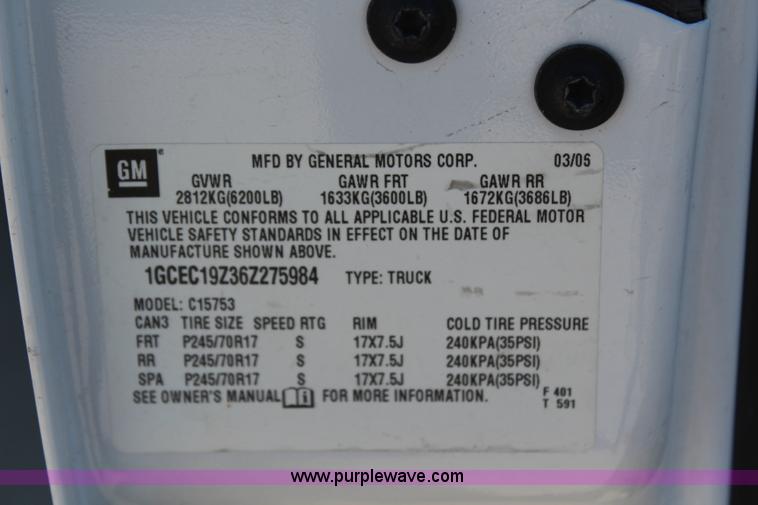 GM ® MFD BY GENERAL MOTORS CORP. 03/06
GVWR GAWR FRT GAWR RR
2812KG(6200LB) 1633KG(3600LB) 1672KG(3686LB)
THIS VEHICLE CONFORMS TO ALL APPLICABLE U.S. FEDERAL MOTOR
VEHICLE SAFETY STANDARDS IN EFFECT ON THE DATE OF
MANUFACTURE SHOWN ABOVE.
1GCEC19Z36Z275984 TYPE: TRUCK
MODEL: C15753
CAN3 TIRE SIZE SPEED RTG RIM COLD TIRE PRESSURE
FRT P245/70R17 S 17X7.5J 240KPA(35PSI)
RR P245/70R17 S 17X7.5J 240KPA(35PSI)
SPA P245/70R17 S 17X7.5J 240KPA(35PSI)
SEE OWNER'S MANUAL FOR MORE INFORMATION. F 401
T 591
www.purplewave.com